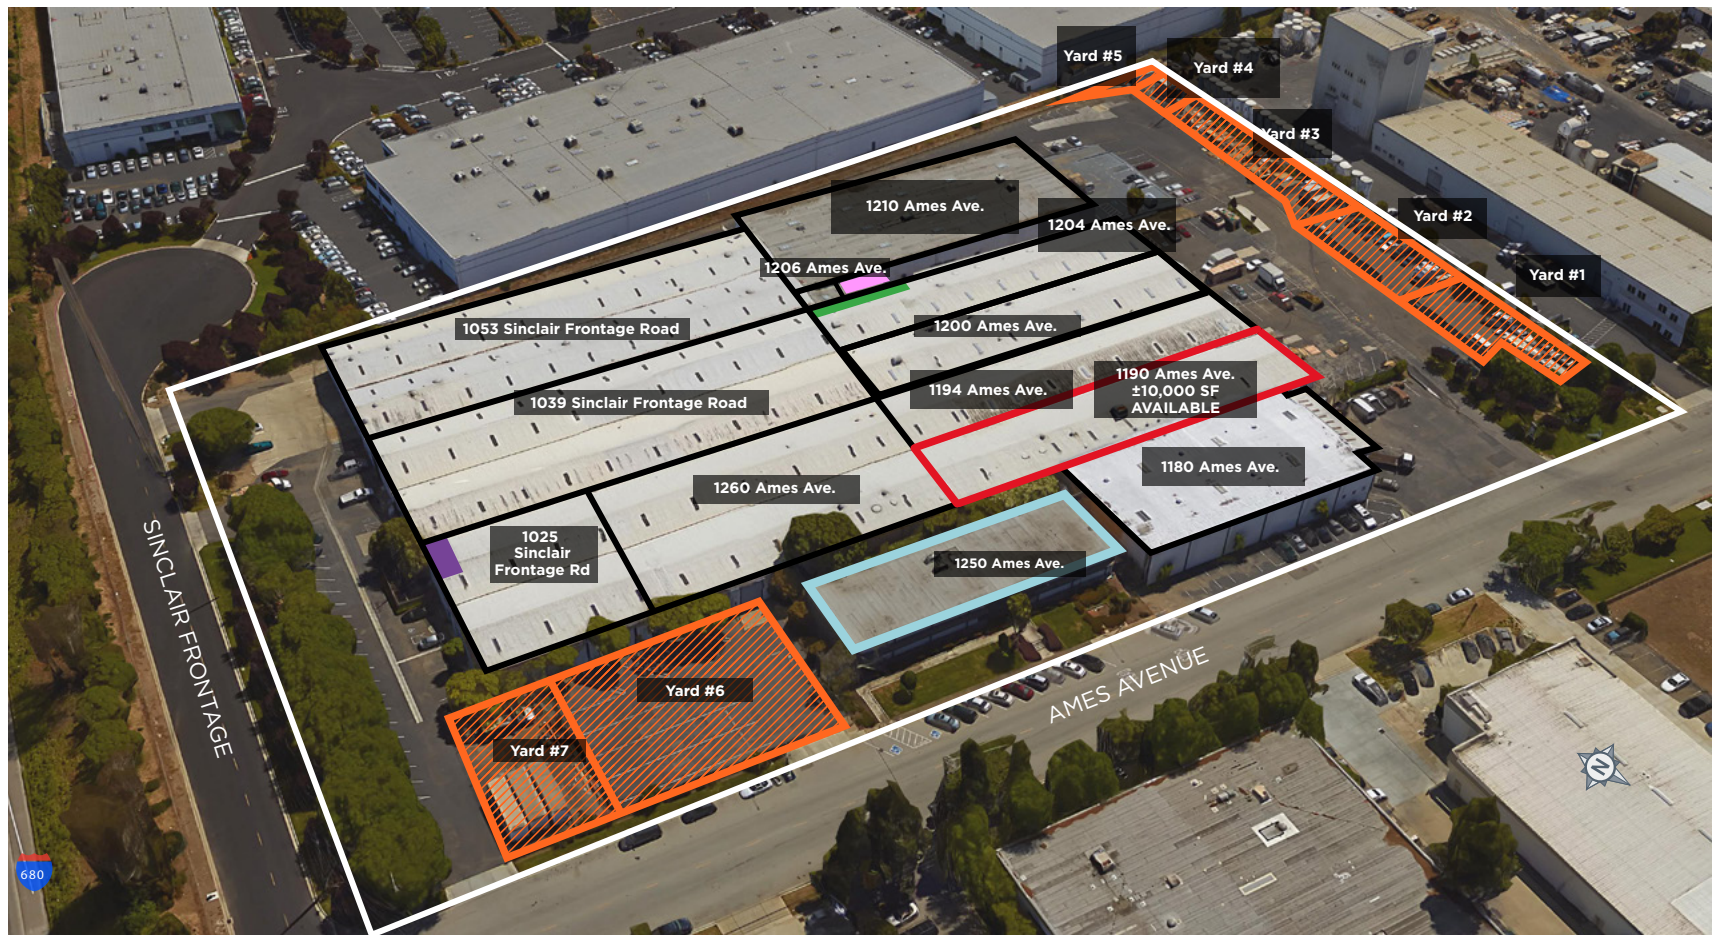 Yard #5
Yard #4
Yard #3
1210 Ames Ave.
Yard #2
1204 Ames Ave.
1206 Ames Ave.
Yard #1
1053 Sinclair Frontage Road
1200 Ames Ave.
1190 Ames Ave.
±10,000 SF
AVAILABLE
1194 Ames Ave.
1039 Sinclair Frontage Road
1180 Ames Ave.
1260 Ames Ave.
1025
Sinclair
Frontage Rd
1250 Ames Ave.
SINCLAIR FRONTAGE
AMES AVENUE
Yard #6
Yard #7
N
680